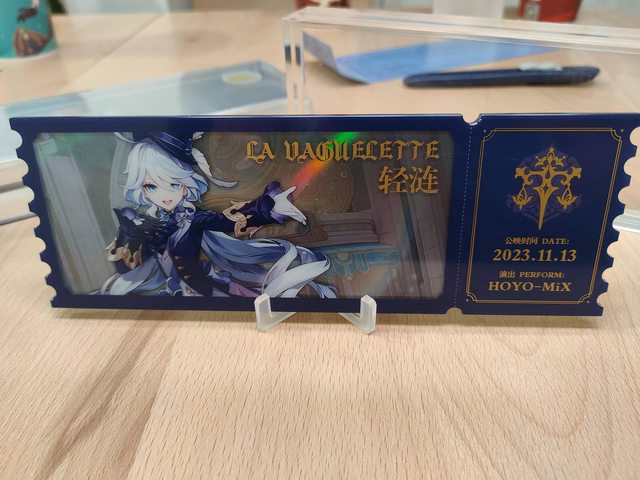 LA VAGUELETTE
轻涟
公映时间 DATE:
2023.11.13
演出 PERFORM:
HOYO-MiX